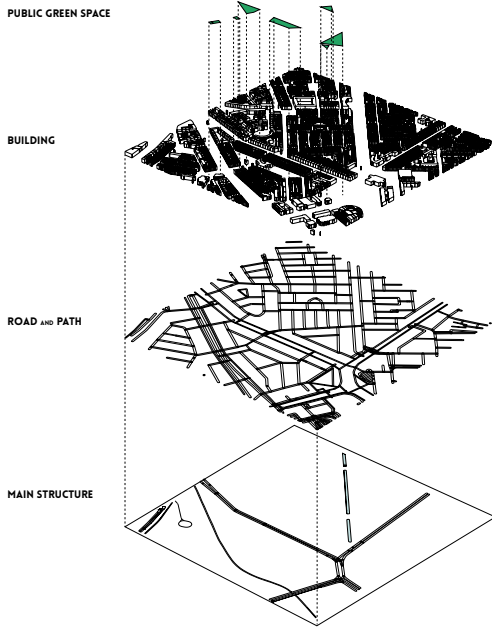 PUBLIC GREEN SPACE
BUILDING
ROAD AND PATH
MAIN STRUCTURE